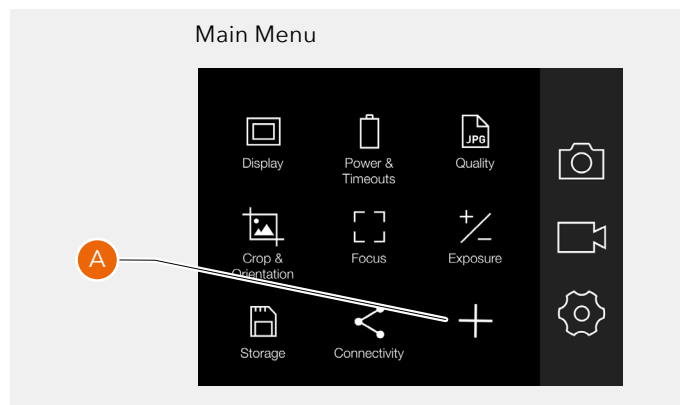 Main Menu
Display
Power &
Timeouts
Quality
JPG
Crop &
Orientation
Focus
Exposure
A
Storage
Connectivity